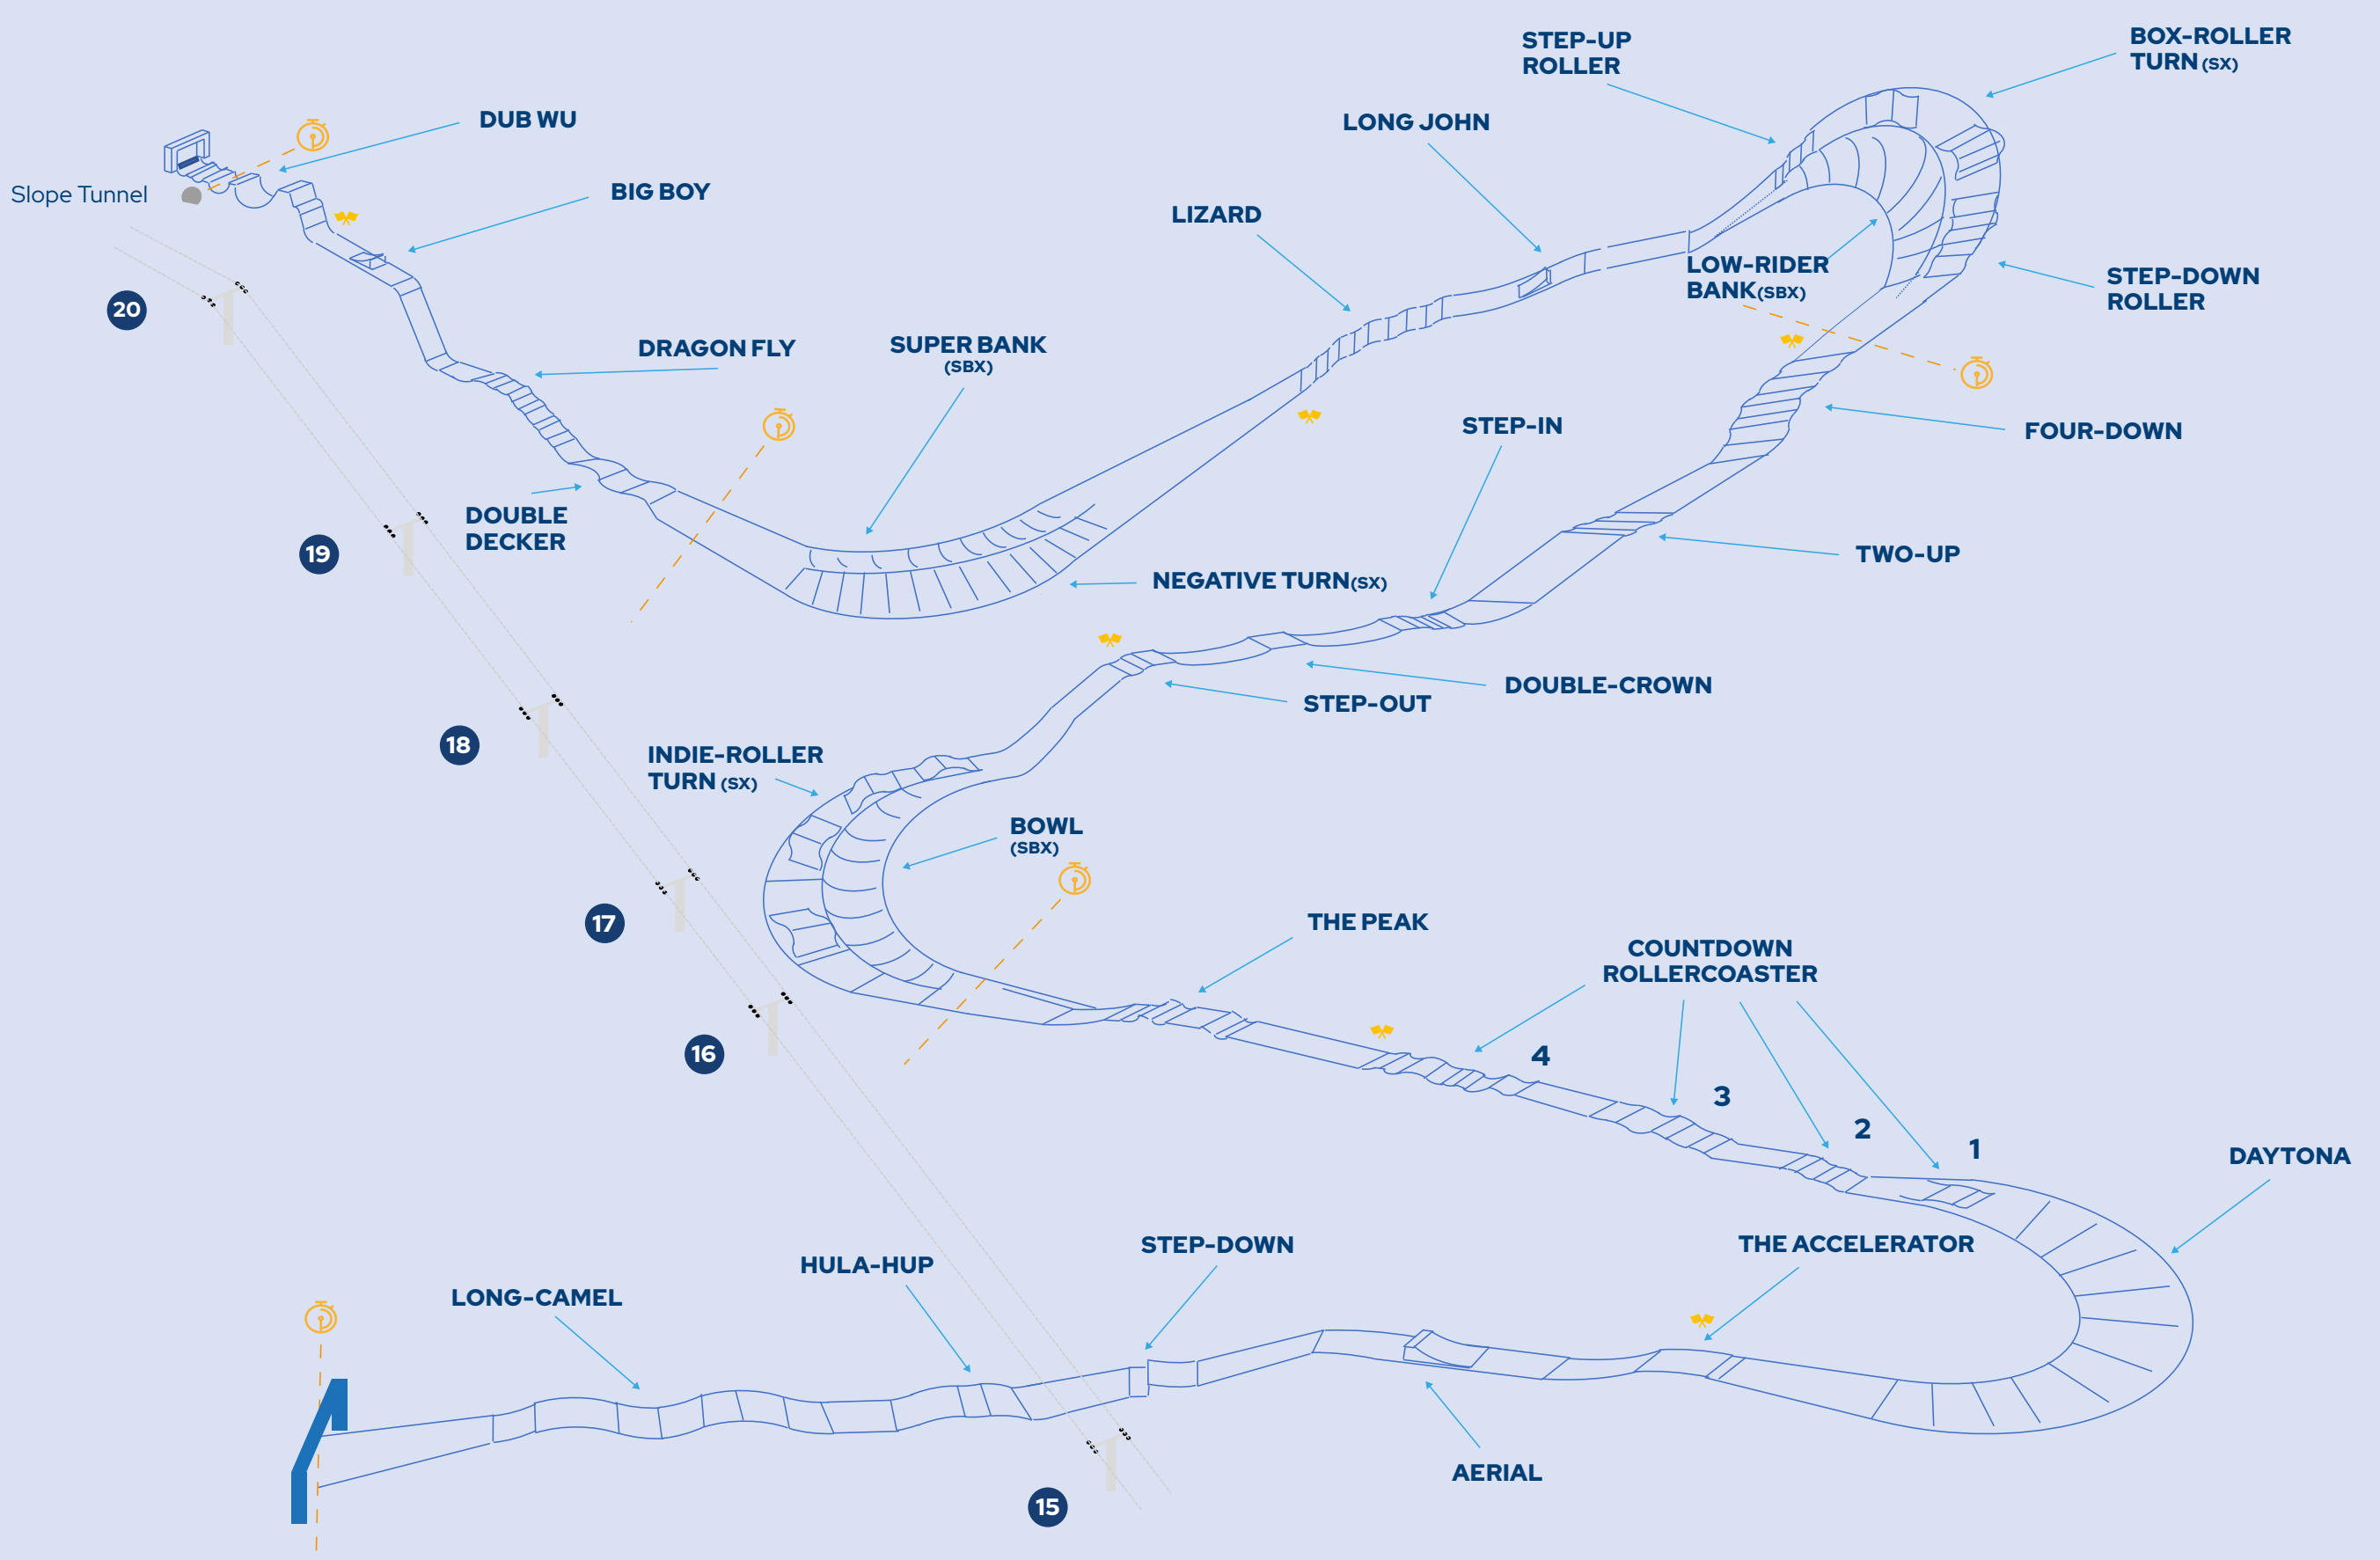 STEP-UP
ROLLER
BOX-ROLLER
TURN (SX)
DUB WU
LONG JOHN
Slope Tunnel
BIG BOY
LIZARD
LOW-RIDER
BANK(SBX)
STEP-DOWN
ROLLER
20
DRAGON FLY
SUPER BANK
(SBX)
STEP-IN
FOUR-DOWN
DOUBLE
DECKER
19
NEGATIVE TURN(SX)
TWO-UP
DOUBLE-CROWN
STEP-OUT
18
INDIE-ROLLER
TURN (SX)
BOWL
(SBX)
17
THE PEAK
COUNTDOWN
ROLLERCOASTER
16
4
3
2
1
DAYTONA
THE ACCELERATOR
STEP-DOWN
HULA-HUP
LONG-CAMEL
AERIAL
15